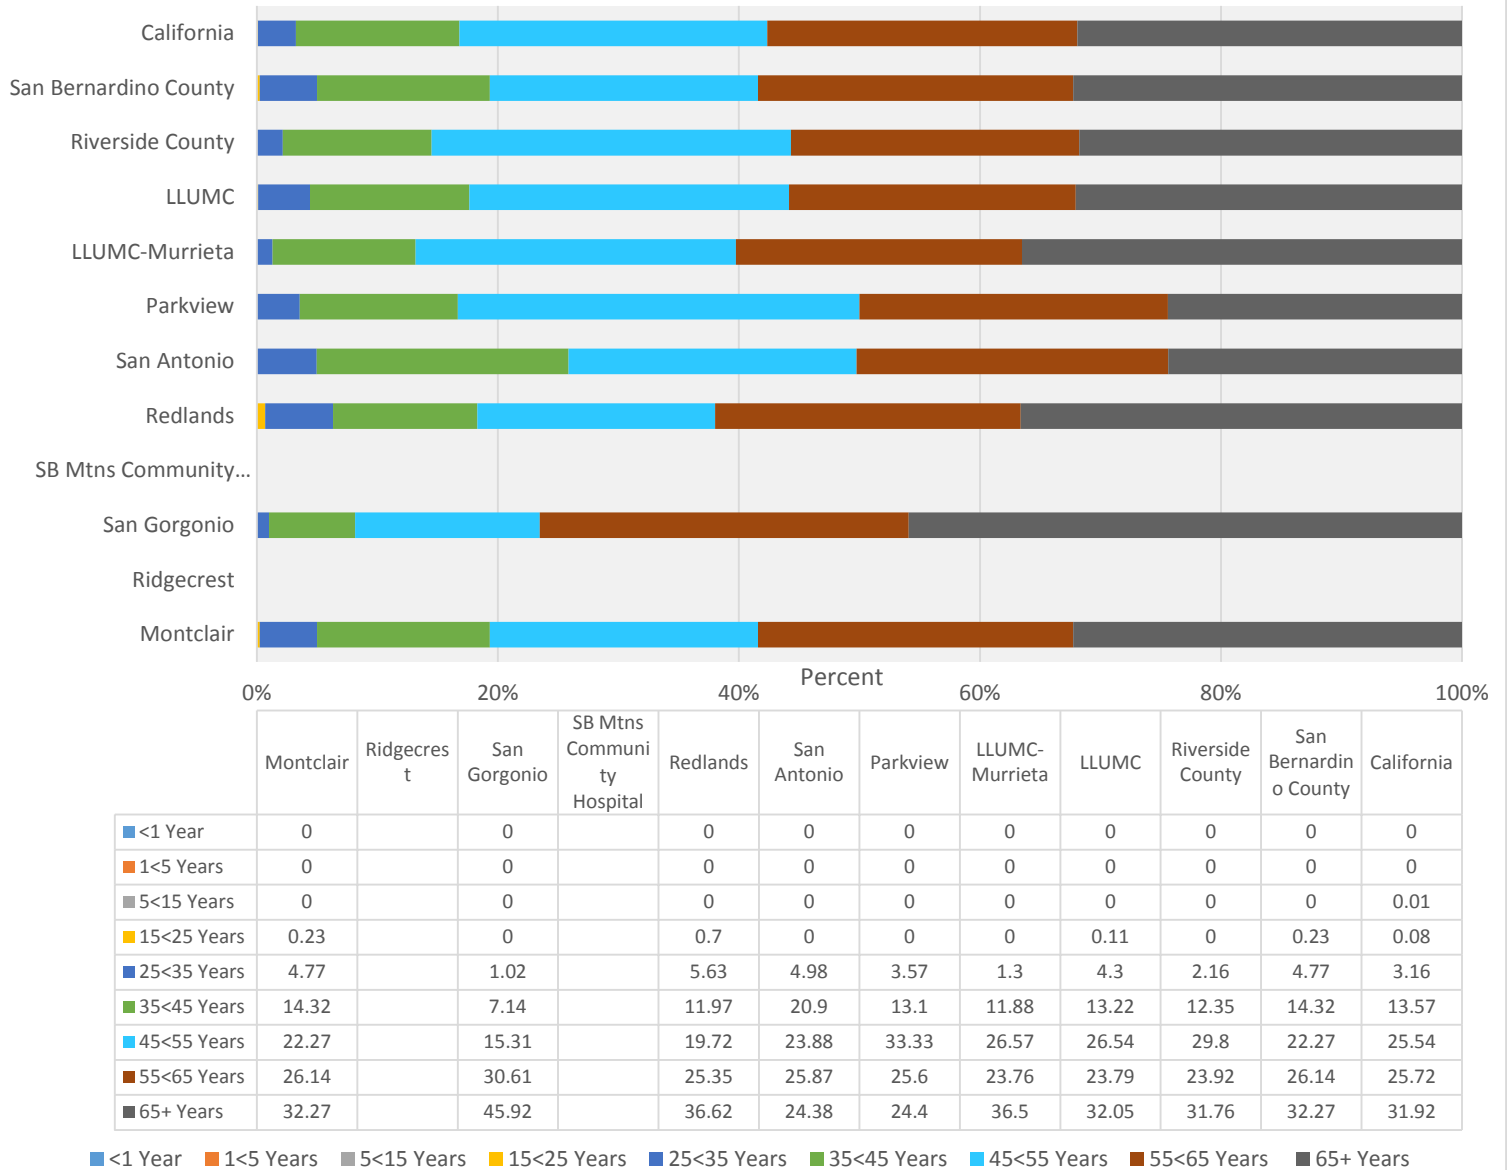 California
San Bernardino County
Riverside County
LLUMC
LLUMC-Murrieta
Parkview
San Antonio
Redlands
SB Mtns Community...
San Gorgonio
Ridgecrest
Montclair
0% 20% 40% 60% 80% 100%
Percent
Montclair Ridgecres
t San
Gorgonio SB Mtns
Communi
ty
Hospital Redlands San
Antonio Parkview LLUMC-
Murrieta LLUMC Riverside
County San
Bernardin
o County California
<1 Year 0 0 0 0 0 0 0 0 0 0
1<5 Years 0 0 0 0 0 0 0 0 0 0
5<15 Years 0 0 0 0 0 0 0 0 0 0.01
15<25 Years 0.23 0 0.7 0 0 0 0.11 0 0.23 0.08
25<35 Years 4.77 1.02 5.63 4.98 3.57 1.3 4.3 2.16 4.77 3.16
35<45 Years 14.32 7.14 11.97 20.9 13.1 11.88 13.22 12.35 14.32 13.57
45<55 Years 22.27 15.31 19.72 23.88 33.33 26.57 26.54 29.8 22.27 25.54
55<65 Years 26.14 30.61 25.35 25.87 25.6 23.76 23.79 23.92 26.14 25.72
65+ Years 32.27 45.92 36.62 24.38 24.4 36.5 32.05 31.76 32.27 31.92
<1 Year 1<5 Years 5<15 Years 15<25 Years 25<35 Years 35<45 Years 45<55 Years 55<65 Years 65+ Years